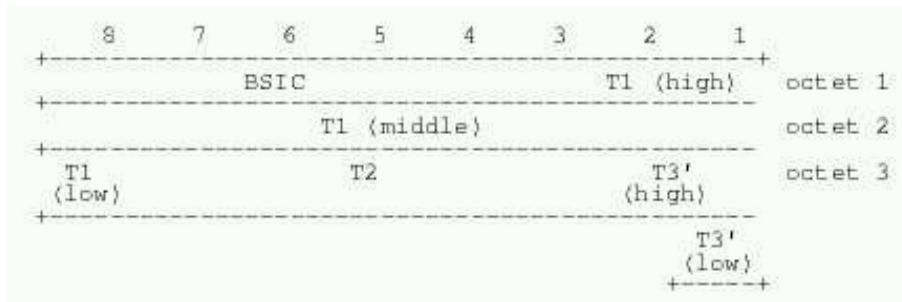 8 7 6 5 4 3 2 1
BSIC T1 (high) octet 1
T1 (middle) octet 2
T1 T2 T3' octet 3
(low) (high)
T3'
(low)